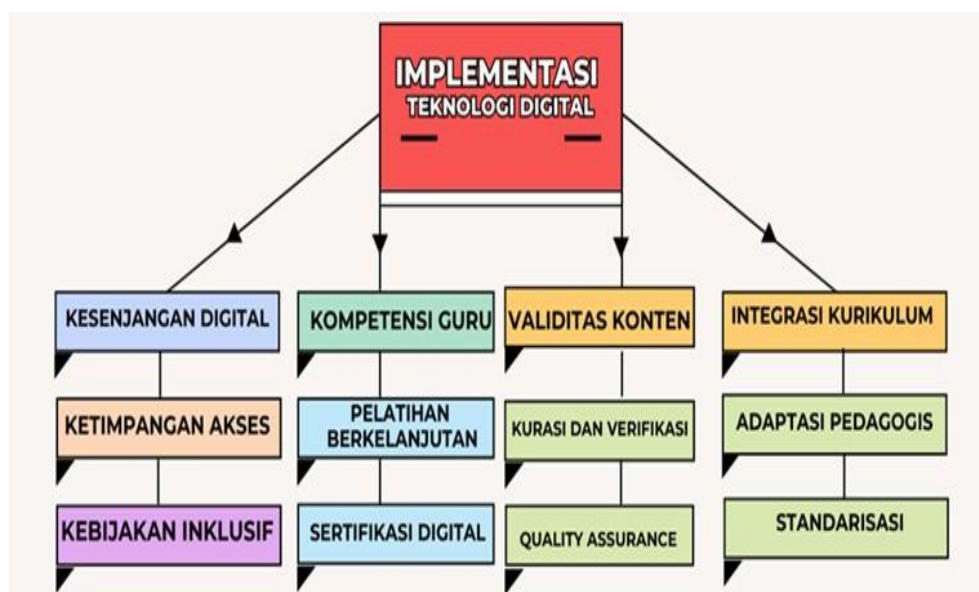 IMPLEMENTASI
TEKNOLOGI DIGITAL
KESENJANGAN DIGITAL
KETIMPANGAN AKSES
KEBIJAKAN INKLUSIF
KOMPETENSI GURU
PELATIHAN
BERKELANJUTAN
SERTIFIKASI DIGITAL
VALIDITAS KONTEN
KURASI DAN VERIFIKASI
QUALITY ASSURANCE
INTEGRASI KURIKULUM
ADAPTASI PEDAGOGIS
STANDARISASI